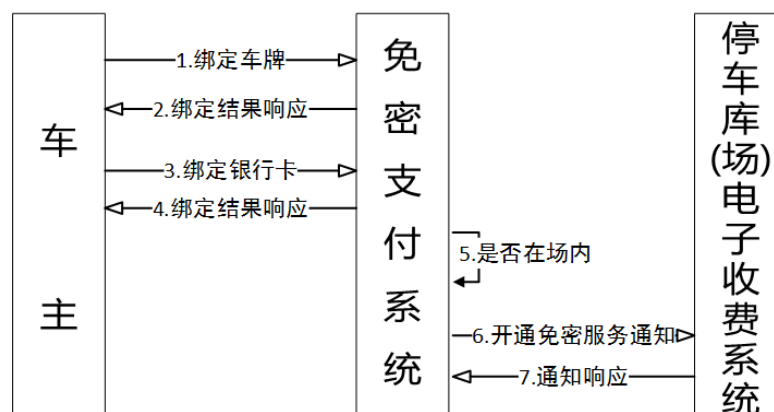 车主
1.绑定车牌
2.绑定结果响应
3.绑定银行卡
4.绑定结果响应
免密支付系统
5.是否在场内
6.开通免密服务通知
7.通知响应
停车库(场)电子收费系统